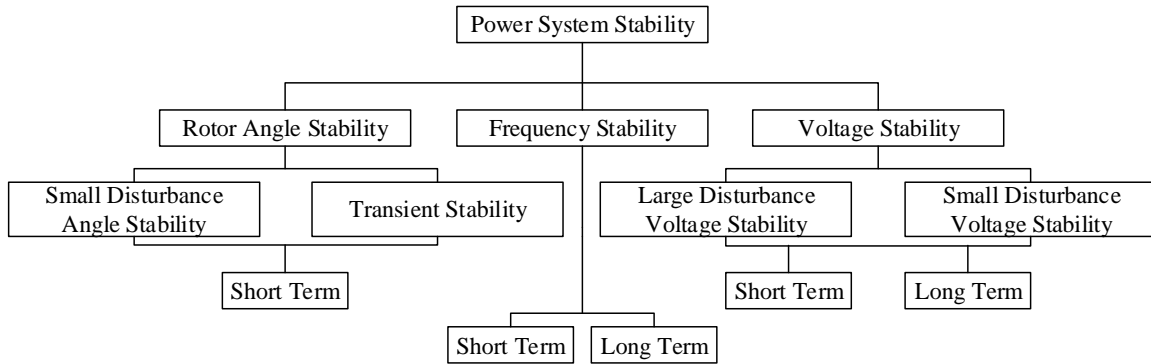 Power System Stability
Rotor Angle Stability
Frequency Stability
Voltage Stability
Small Disturbance
Angle Stability
Transient Stability
Large Disturbance
Voltage Stability
Small Disturbance
Voltage Stability
Short Term
Short Term
Long Term
Short Term
Long Term